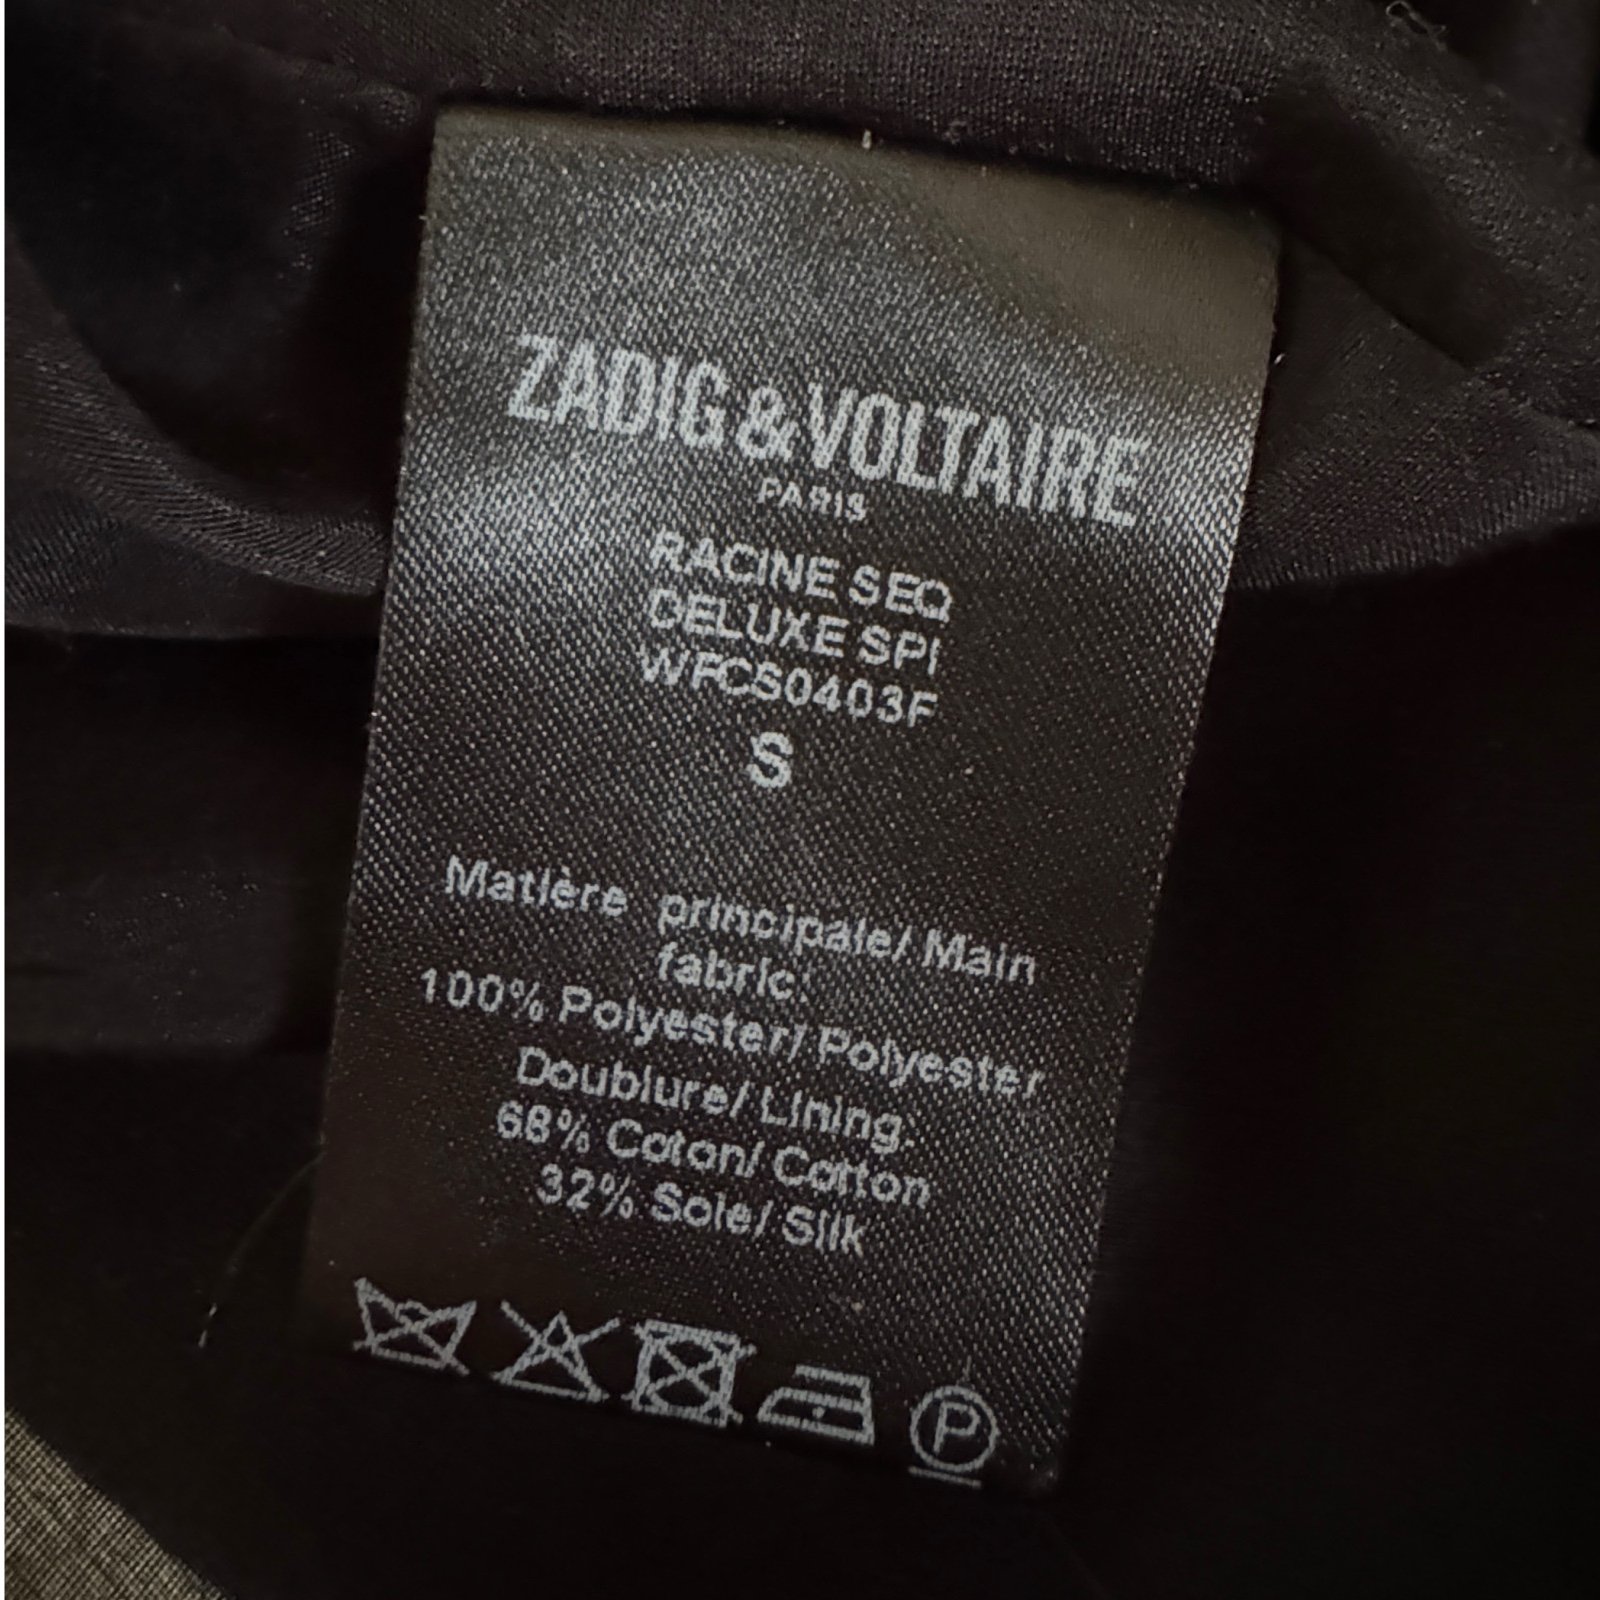 ZADIG&VOLTAIRE
PARIS
RACINE SEQ
DELUXE SPI
WFCS0403F
S
Matière principale/ Main
fabric:
100% Polyester/ Polyester
Doublure/ Lining:
68% Coton/ Cotton
32% Soie/ Silk
P